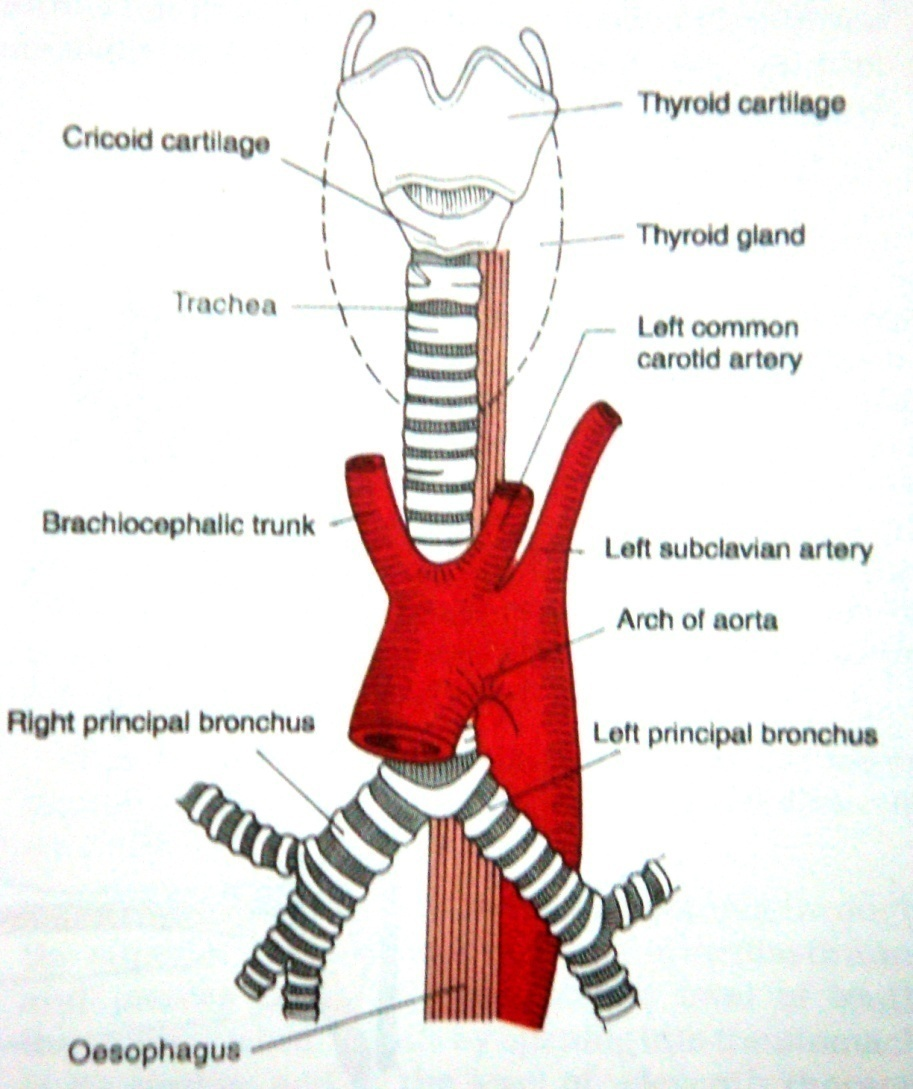 Thyroid cartilage
Cricoid cartilage
Thyroid gland
Trachea
Left common
carotid artery
Brachiocephalic trunk
Left subclavian artery
Arch of aorta
Right principal bronchus
Left principal bronchus
Oesophagus